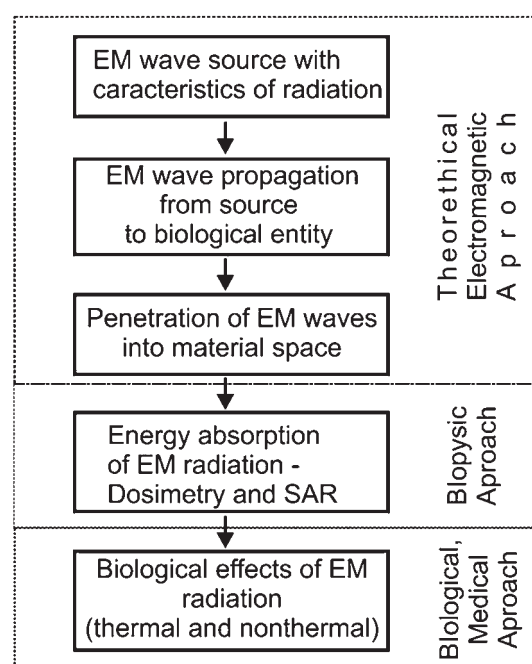 EM wave source with
caracteristics of radiation
EM wave propagation
from source
to biological entity
Penetration of EM waves
into material space
Theorethical
Electromagnetic
Aproach
Energy absorption
of EM radiation -
Dosimetry and SAR
Blopysic
Aproach
Biological effects of EM
radiation
(thermal and nonthermal)
Biological,
Medical
Aproach